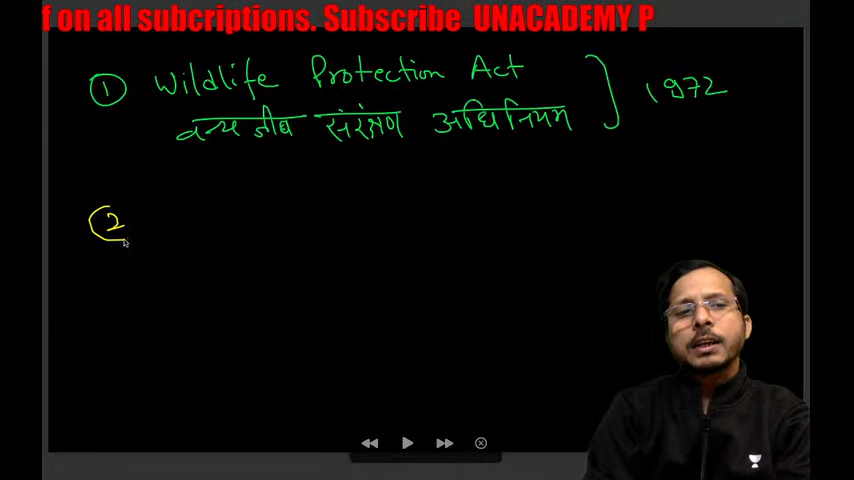 f on all subcriptions. Subscribe UNACADEMY P
① Wildlife Protection Act
वन्य जीव संरक्षण अधिनियम } 1972
②